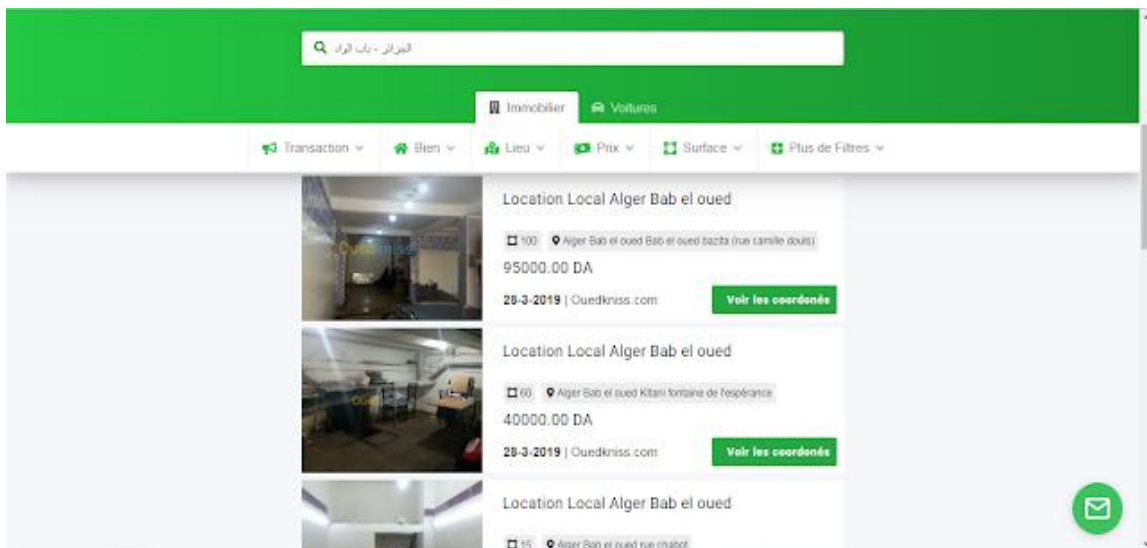 الجزائر - باب الواد
Immobilier Voitures
Transaction Bien Lieu Prix Surface Plus de Filtres
Location Local Alger Bab el oued
100 Alger Bab el oued Bab el oued bazita (rue camille douls)
95000.00 DA
28-3-2019 | Ouedkniss.com Voir les coordonés
Location Local Alger Bab el oued
60 Alger Bab el oued Kitani fontaine de l'espérance
40000.00 DA
28-3-2019 | Ouedkniss.com Voir les coordonés
Location Local Alger Bab el oued
15 Alger Bab el oued rue chabot